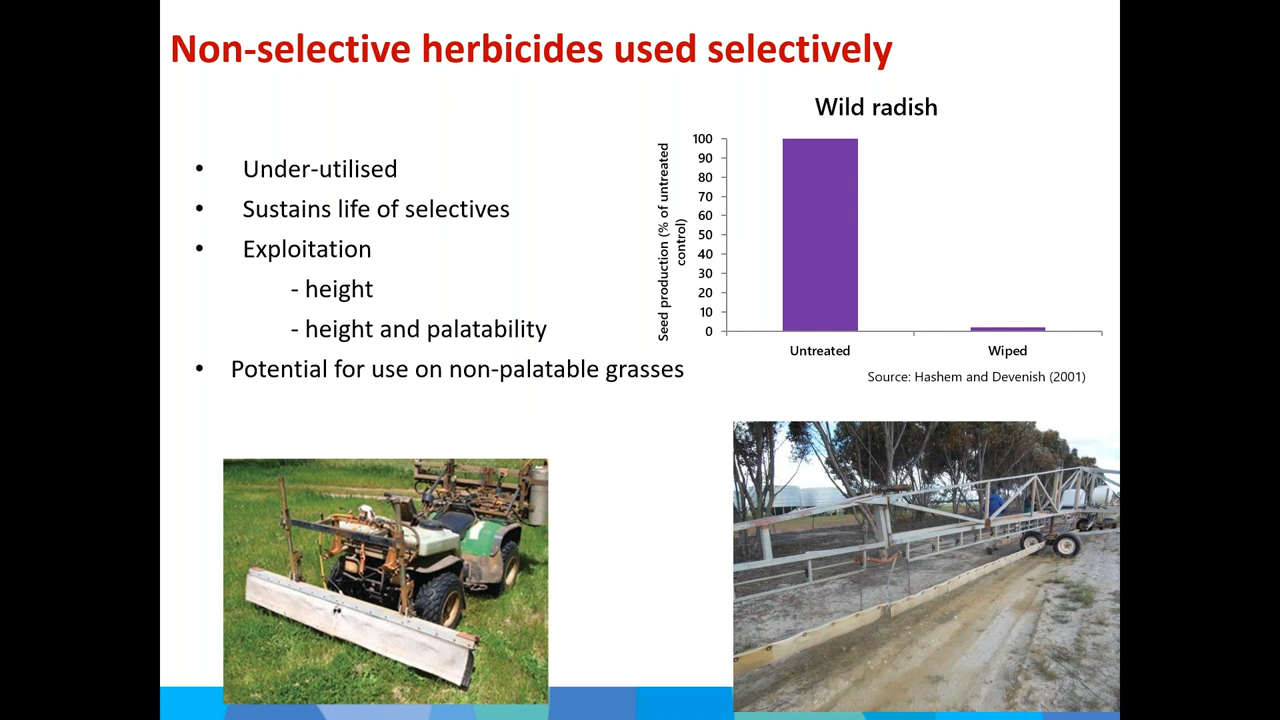 Non-selective herbicides used selectively
• Under-utilised
• Sustains life of selectives
• Exploitation
- height
- height and palatability
• Potential for use on non-palatable grasses
Wild radish
Seed production (% of untreated
control)
100
90
80
70
60
50
40
30
20
10
0
Untreated Wiped
Source: Hashem and Devenish (2001)